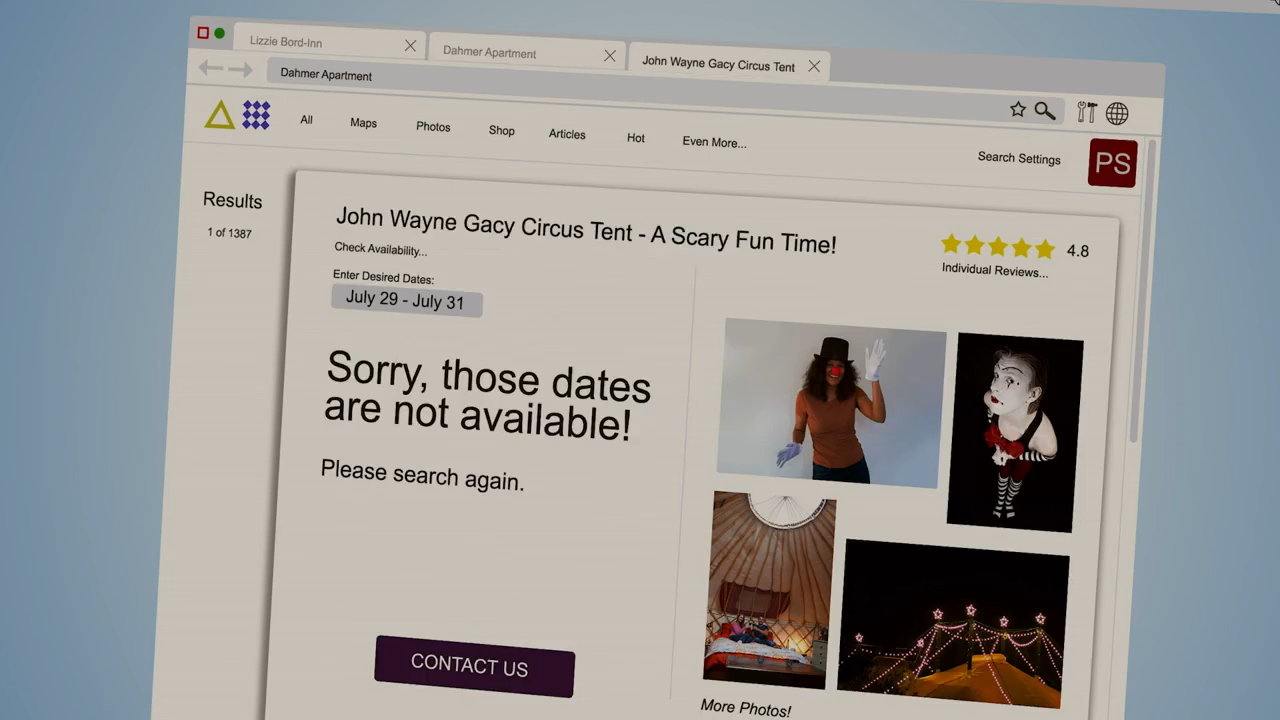 Lizzie Bord-Inn
Dahmer Apartment
John Wayne Gacy Circus Tent
Dahmer Apartment
All
Maps
Photos
Shop
Articles
Hot
Even More...
Search Settings
PS
Results
1 of 1387
John Wayne Gacy Circus Tent - A Scary Fun Time!
4.8
Check Availability...
Individual Reviews...
Enter Desired Dates:
July 29 - July 31
Sorry, those dates
are not available!
Please search again.
CONTACT US
More Photos!